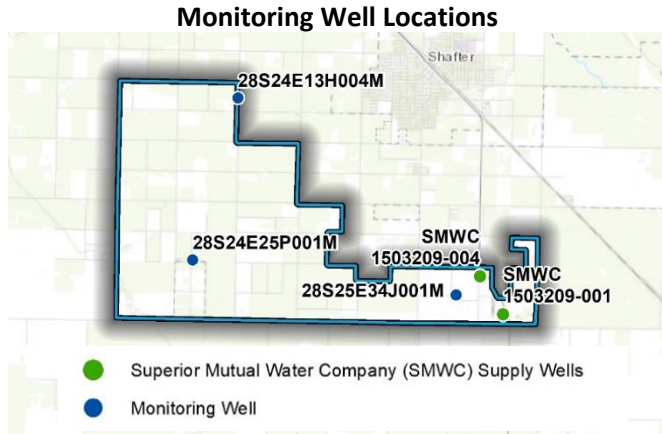 Monitoring Well Locations
Shafter
28S24E13H004M
28S24E25P001M
SMWC
1503209-004
SMWC
1503209-001
28S25E34J001M
Superior Mutual Water Company (SMWC) Supply Wells
Monitoring Well